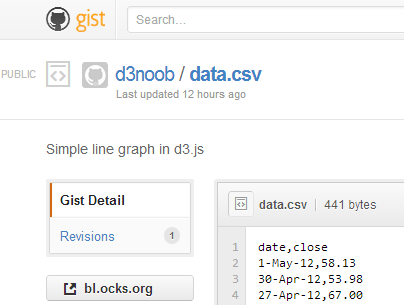 gist
Search...
PUBLIC
d3noob / data.csv
Last updated 12 hours ago
Simple line graph in d3.js
Gist Detail
Revisions 1
bl.ocks.org
data.csv 441 bytes
1 date,close
2 1-May-12,58.13
3 30-Apr-12,53.98
4 27-Apr-12,67.00